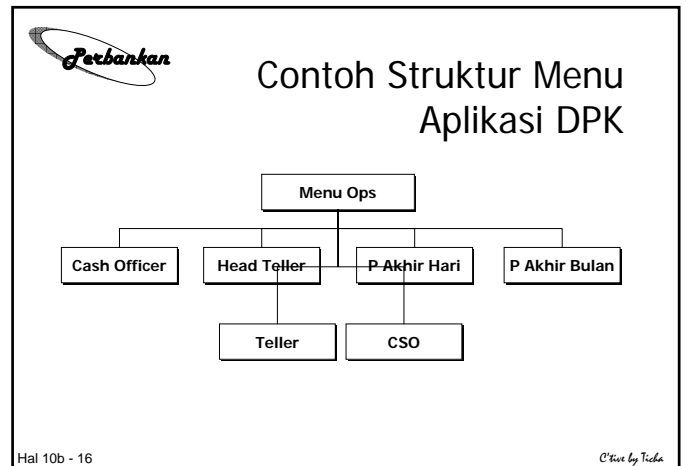 Perbankan
Contoh Struktur Menu
Aplikasi DPK
Menu Ops
Cash Officer
Head Teller
P Akhir Hari
P Akhir Bulan
Teller
CSO
Hal 10b - 16
C'tive by Ticha